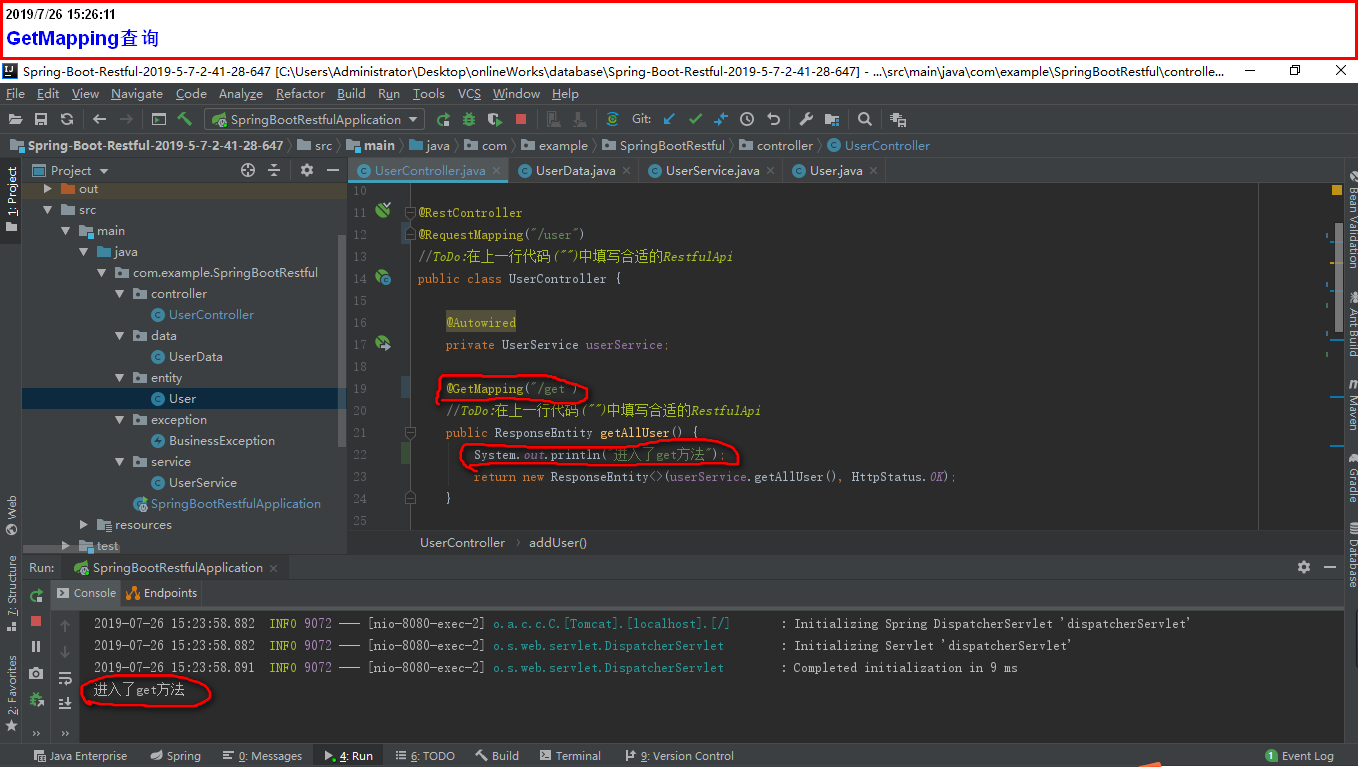 2019/7/26 15:26:11
GetMapping查询
Spring-Boot-Restful-2019-5-7-2-41-28-647 [C:\Users\Administrator\Desktop\onlineWorks\database\Spring-Boot-Restful-2019-5-7-2-41-28-647] - ...\src\main\java\com\example\SpringBootRestful\controlle...
File Edit View Navigate Code Analyze Refactor Build Run Tools VCS Window Help
SpringBootRestfulApplication Git:
Spring-Boot-Restful-2019-5-7-2-41-28-647 src main java com example SpringBootRestful controller UserController
1: Project
Project
UserController.java UserData.java UserService.java User.java
out
src
main
java
com.example.SpringBootRestful
controller
UserController
data
UserData
entity
User
exception
BusinessException
service
UserService
SpringBootRestfulApplication
resources
test
10
11 @RestController
12 @RequestMapping("/user")
13 //ToDo:在上一行代码("")中填写合适的RestfulApi
14 public class UserController {
15
16 @Autowired
17 private UserService userService;
18
19 @GetMapping("/get")
20 //ToDo:在上一行代码("")中填写合适的RestfulApi
21 public ResponseEntity getAllUser() {
22 System.out.println("进入了get方法");
23 return new ResponseEntity<>(userService.getAllUser(), HttpStatus.OK);
24 }
25
UserController › addUser()
Bean Validation
Ant Build
Maven
Gradle
Database
Web
7: Structure
2: Favorites
Run: SpringBootRestfulApplication
Console Endpoints
2019-07-26 15:23:58.882 INFO 9072 --- [nio-8080-exec-2] o.a.c.c.C.[Tomcat].[localhost].[/] : Initializing Spring DispatcherServlet 'dispatcherServlet'
2019-07-26 15:23:58.882 INFO 9072 --- [nio-8080-exec-2] o.s.web.servlet.DispatcherServlet : Initializing Servlet 'dispatcherServlet'
2019-07-26 15:23:58.891 INFO 9072 --- [nio-8080-exec-2] o.s.web.servlet.DispatcherServlet : Completed initialization in 9 ms
进入了get方法
Java Enterprise Spring 0: Messages 4: Run 6: TODO Build Terminal 9: Version Control 1 Event Log